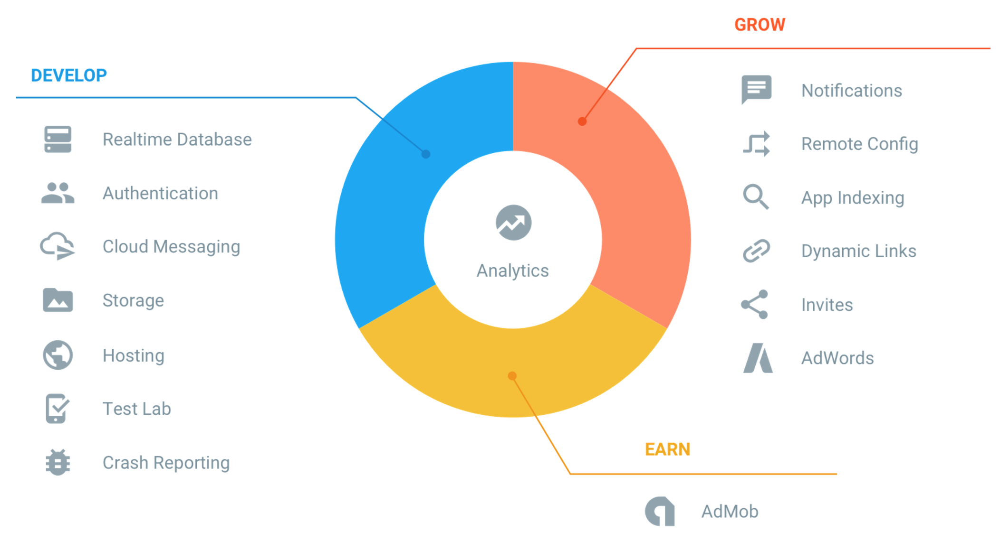 DEVELOP
Realtime Database
Authentication
Cloud Messaging
Storage
Hosting
Test Lab
Crash Reporting
Analytics
GROW
Notifications
Remote Config
App Indexing
Dynamic Links
Invites
AdWords
EARN
AdMob